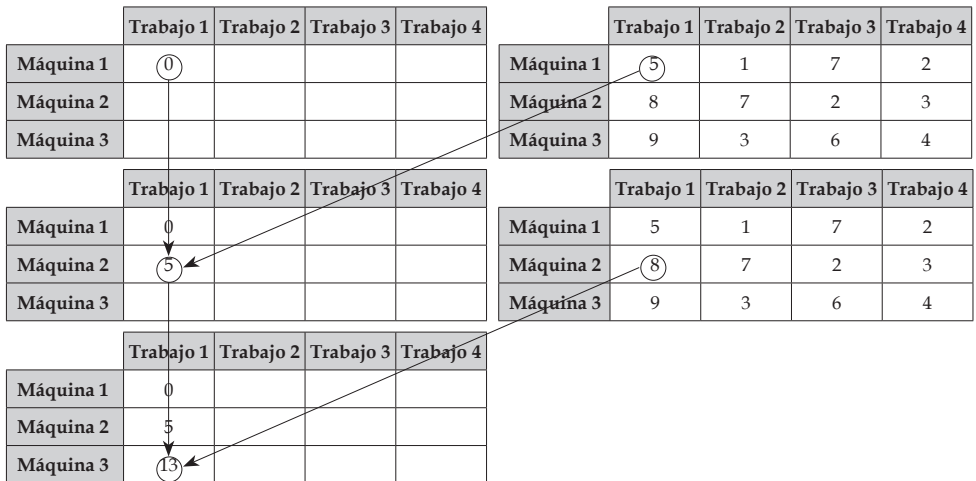 Trabajo 1 Trabajo 2 Trabajo 3 Trabajo 4
Máquina 1 0
Máquina 2
Máquina 3
Trabajo 1 Trabajo 2 Trabajo 3 Trabajo 4
Máquina 1 5 1 7 2
Máquina 2 8 7 2 3
Máquina 3 9 3 6 4
Trabajo 1 Trabajo 2 Trabajo 3 Trabajo 4
Máquina 1 0
Máquina 2 5
Máquina 3
Trabajo 1 Trabajo 2 Trabajo 3 Trabajo 4
Máquina 1 5 1 7 2
Máquina 2 8 7 2 3
Máquina 3 9 3 6 4
Trabajo 1 Trabajo 2 Trabajo 3 Trabajo 4
Máquina 1 0
Máquina 2 5
Máquina 3 13